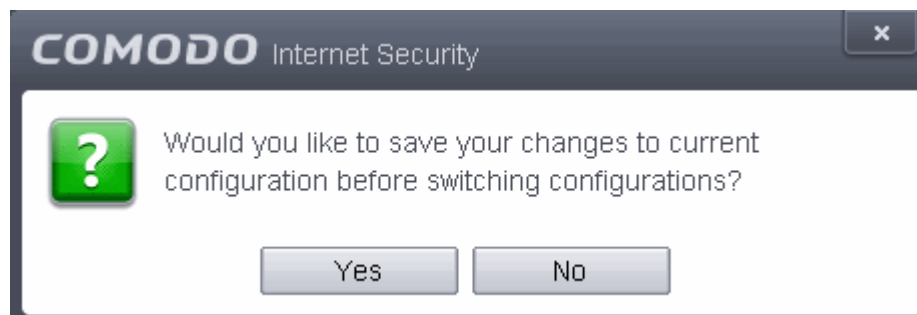 COMODO Internet Security
x
Would you like to save your changes to current
configuration before switching configurations?
Yes No